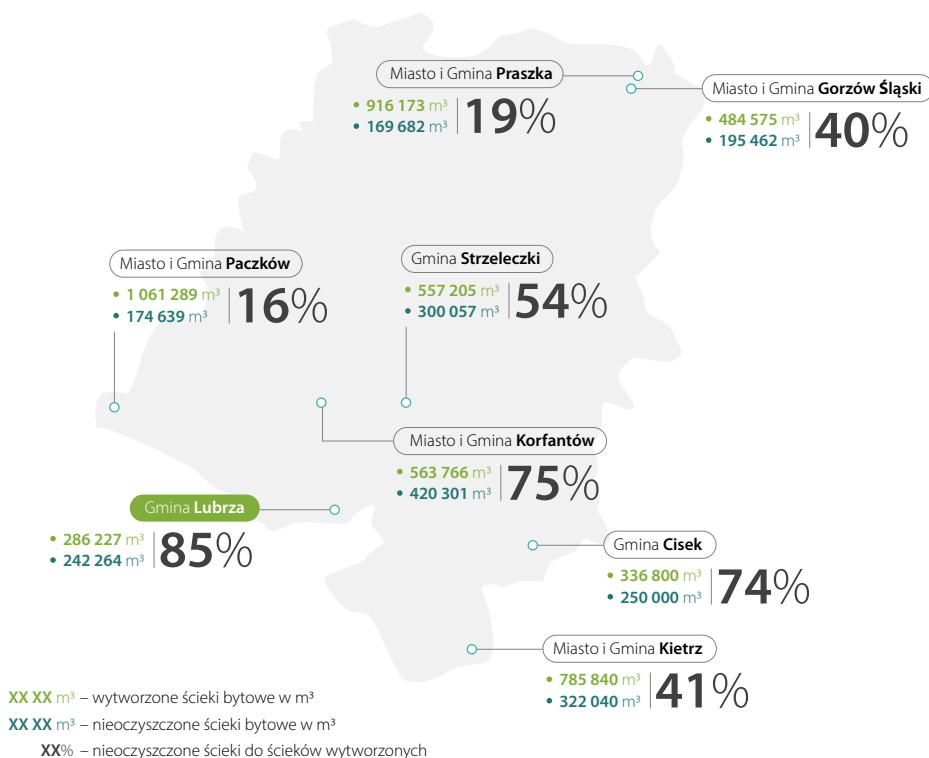 Miasto i Gmina Praszka
• 916 173 m³
• 169 682 m³
19%
Miasto i Gmina Gorzów Śląski
• 484 575 m³
• 195 462 m³
40%
Miasto i Gmina Paczków
• 1 061 289 m³
• 174 639 m³
16%
Gmina Strzeleczki
• 557 205 m³
• 300 057 m³
54%
Miasto i Gmina Korfantów
• 563 766 m³
• 420 301 m³
75%
Gmina Lubrza
• 286 227 m³
• 242 264 m³
85%
Gmina Cisek
• 336 800 m³
• 250 000 m³
74%
Miasto i Gmina Kietrz
• 785 840 m³
• 322 040 m³
41%
XX XX m³ – wytworzone ścieki bytowe w m³
XX XX m³ – nieoczyszczone ścieki bytowe w m³
XX% – nieoczyszczone ścieki do ścieków wytworzonych